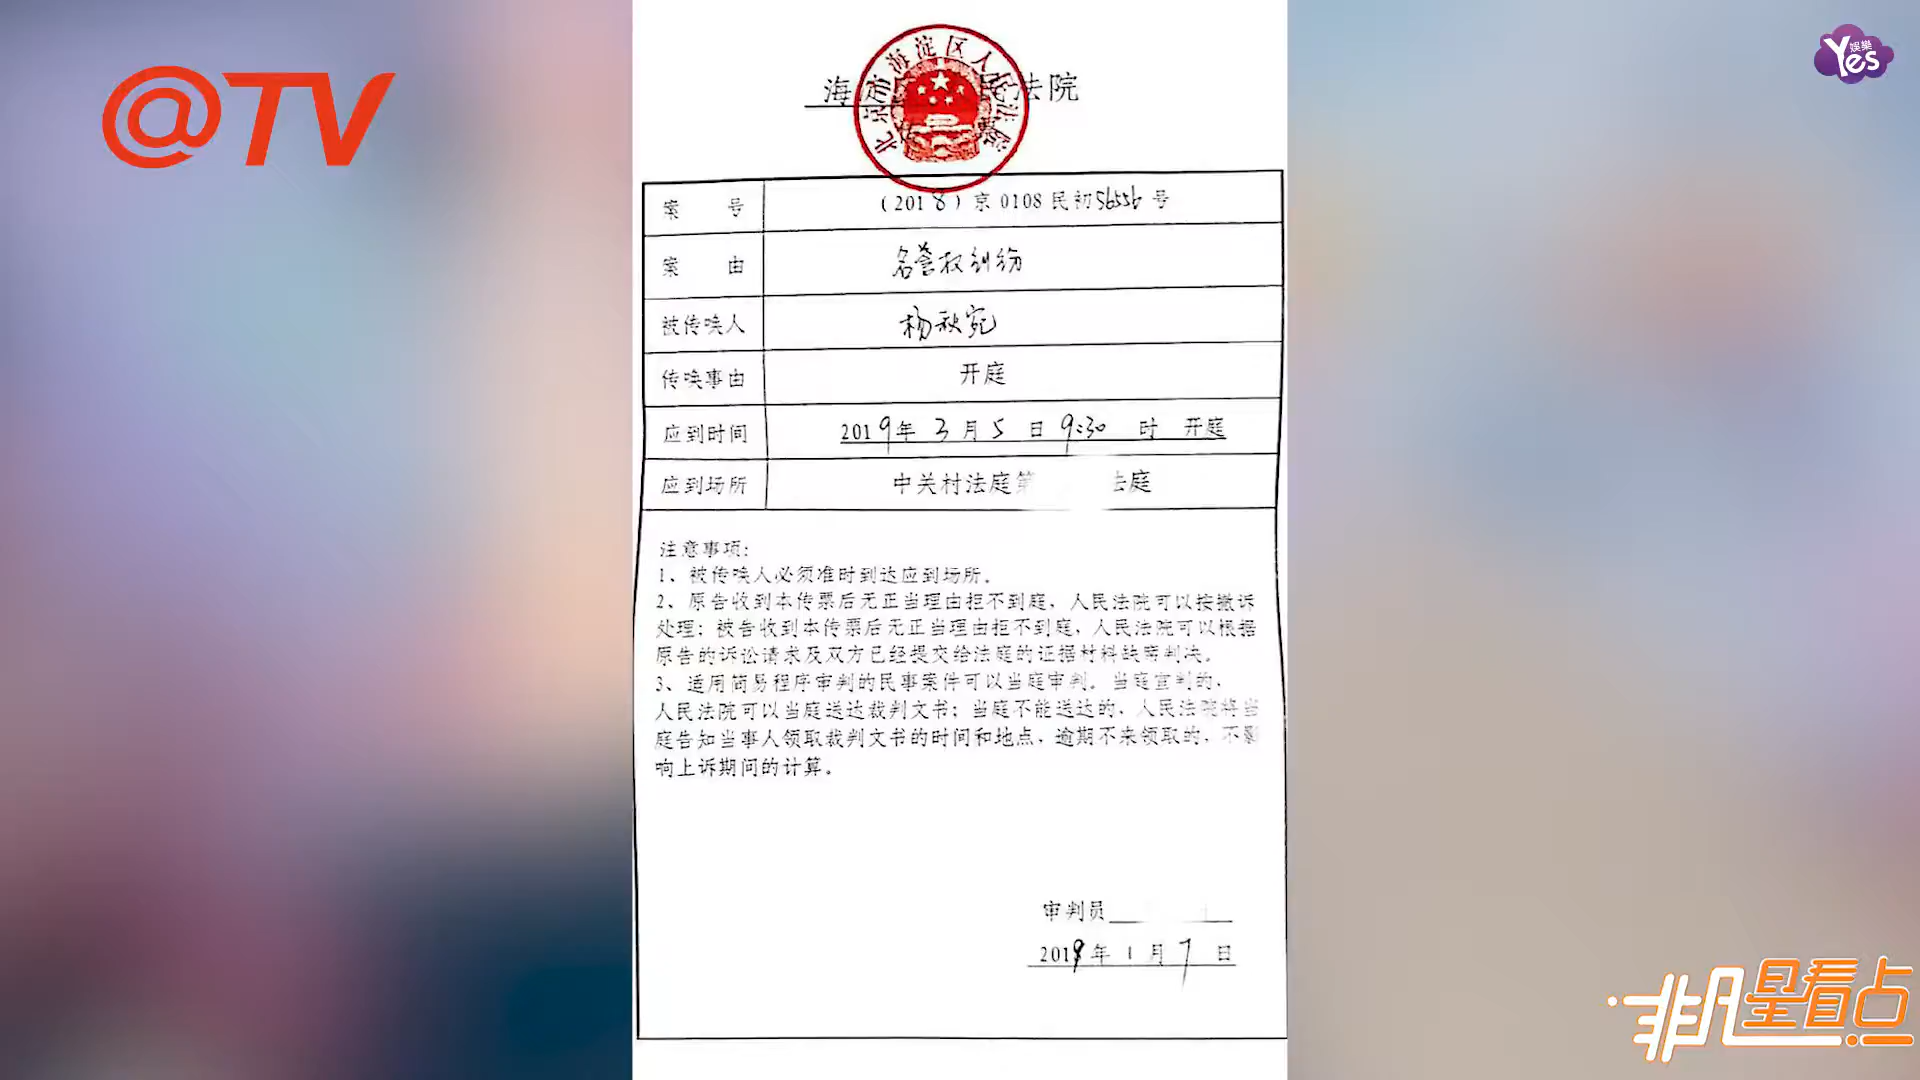 @TV
Yes 娱樂
海 法院
北京市海淀区人民法院
案 号 （2018）京 0108 民初56556 号
案 由 名誉权纠纷
被传唤人 杨秋宛
传唤事由 开庭
应到时间 2019年 3 月 5 日 9:30 时 开庭
应到场所 中关村法庭第 法庭
注意事项：
1、被传唤人必须准时到达应到场所。
2、原告收到本传票后无正当理由拒不到庭，人民法院可以按撤诉
处理；被告收到本传票后无正当理由拒不到庭，人民法院可以根据
原告的诉讼请求及双方已经提交给法庭的证据材料缺席判决。
3、适用简易程序审判的民事案件可以当庭审判。当庭宣判的，
人民法院可以当庭送达裁判文书；当庭不能送达的，人民法院将当
庭告知当事人领取裁判文书的时间和地点，逾期不来领取的，不影
响上诉期间的计算。
审判员
2019年 1 月 7 日
非凡星看点